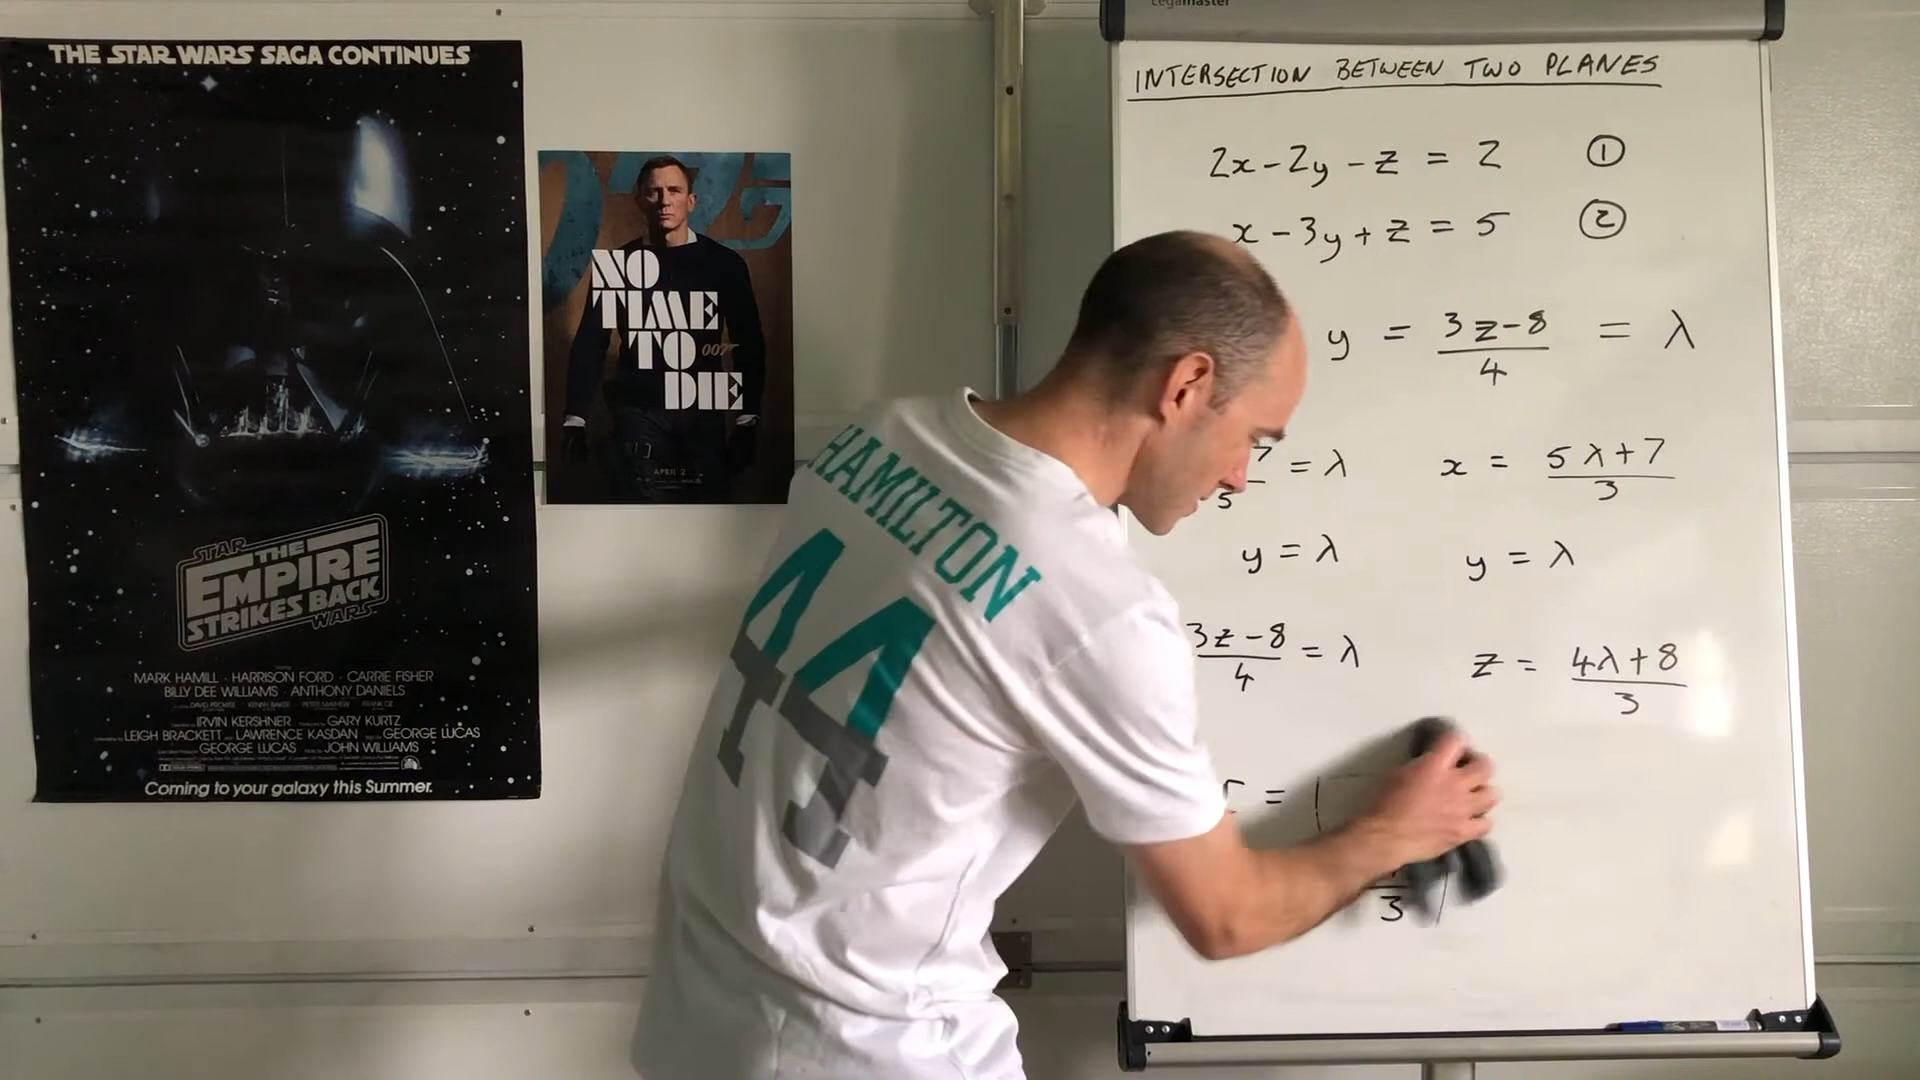 THE STAR WARS SAGA CONTINUES
STAR
THE
EMPIRE
STRIKES BACK
WARS
Starring
MARK HAMILL · HARRISON FORD · CARRIE FISHER
BILLY DEE WILLIAMS · ANTHONY DANIELS
DAVID PROWSE KENNY BAKER PETER MAYHEW FRANK OZ
IRVIN KERSHNER GARY KURTZ
LEIGH BRACKETT LAWRENCE KASDAN GEORGE LUCAS
GEORGE LUCAS JOHN WILLIAMS
Coming to your galaxy this Summer.
NO
TIME
TO 007
DIE
APRIL 2
HAMILTON
44
Legamaster
INTERSECTION BETWEEN TWO PLANES
2x - 2y - z = 2 ①
x - 3y + z = 5 ②
y = 3z-8/4 = λ
7/5 = λ x = 5λ+7/3
y = λ y = λ
3z-8/4 = λ z = 4λ+8/3
r = (
3